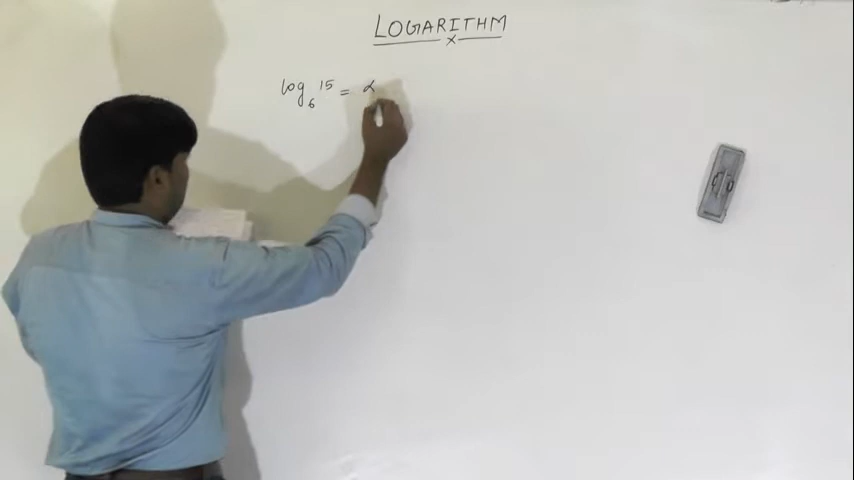 LOGARITHM
x
log₆ 15 = α